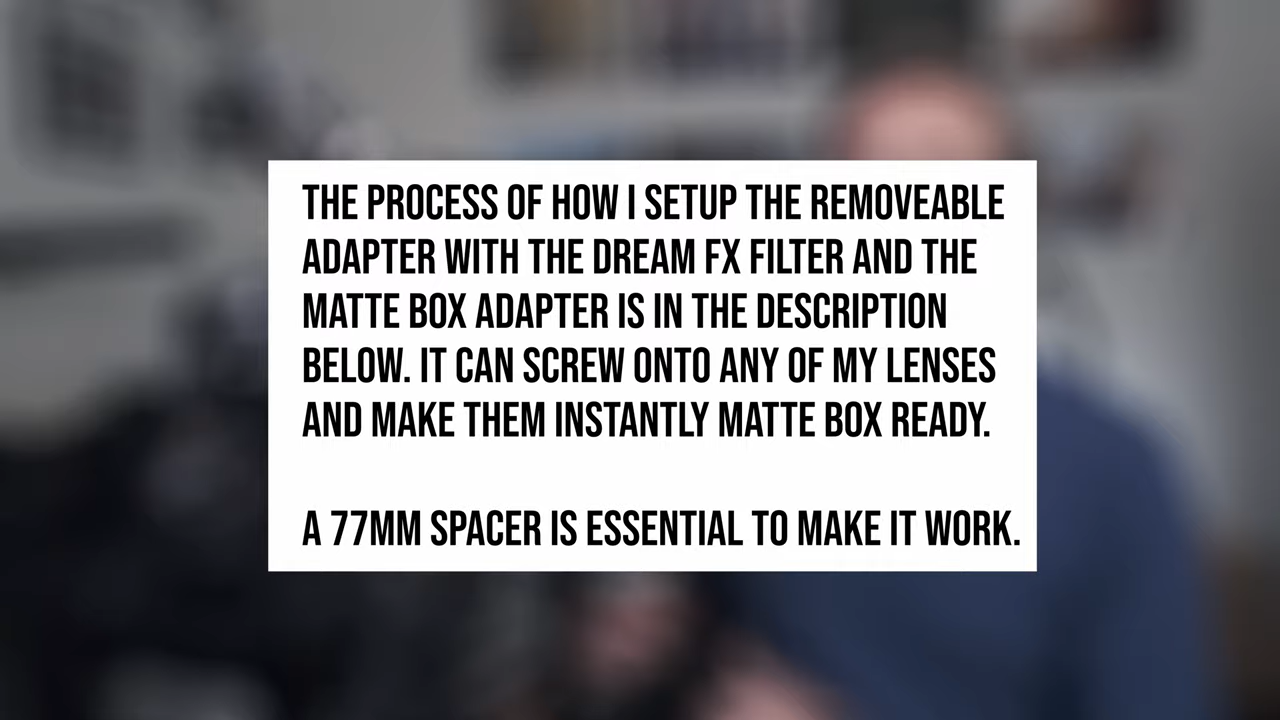 THE PROCESS OF HOW I SETUP THE REMOVEABLE
ADAPTER WITH THE DREAM FX FILTER AND THE
MATTE BOX ADAPTER IS IN THE DESCRIPTION
BELOW. IT CAN SCREW ONTO ANY OF MY LENSES
AND MAKE THEM INSTANTLY MATTE BOX READY.
A 77MM SPACER IS ESSENTIAL TO MAKE IT WORK.